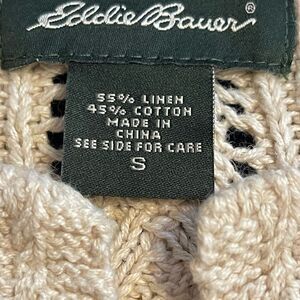 Eddie Bauer®
55% LINEN
45% COTTON
MADE IN
CHINA
SEE SIDE FOR CARE
S